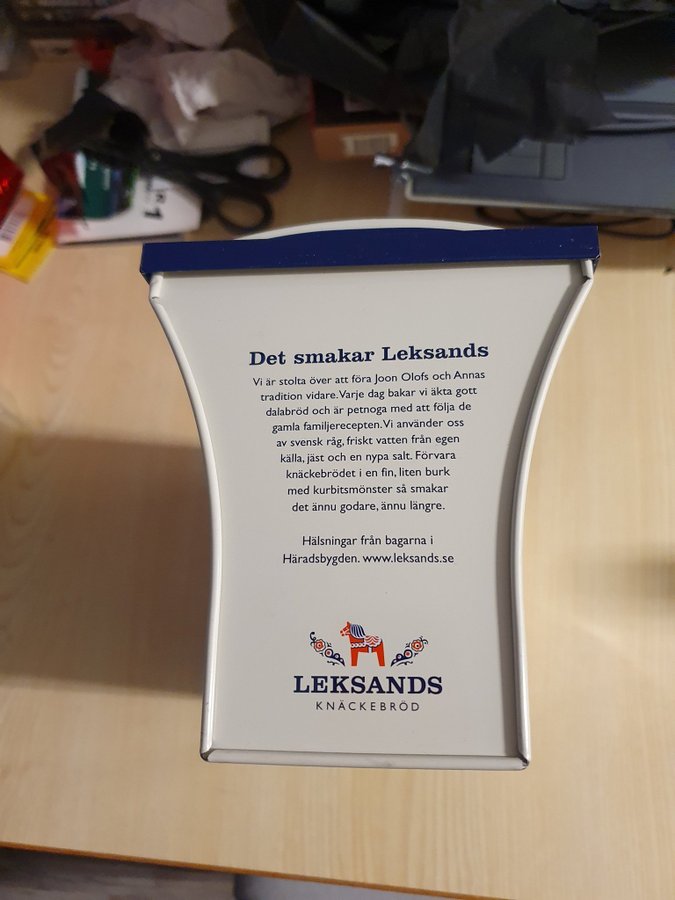 R
1
Det smakar Leksands
Vi är stolta över att föra Joon Olofs och Annas
tradition vidare. Varje dag bakar vi äkta gott
dalabröd och är petnoga med att följa de
gamla familjerecepten. Vi använder oss
av svensk råg, friskt vatten från egen
källa, jäst och en nypa salt. Förvara
knäckebrödet i en fin, liten burk
med kurbitsmönster så smakar
det ännu godare, ännu längre.
Hälsningar från bagarna i
Häradsbygden. www.leksands.se
LEKSANDS
KNÄCKEBRÖD